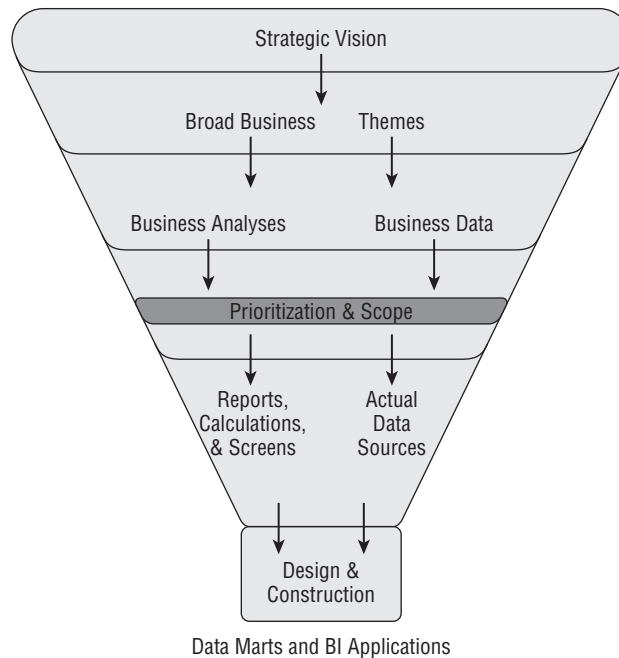 Strategic Vision
Broad Business Themes
Business Analyses Business Data
Prioritization & Scope
Reports,
Calculations,
& Screens
Actual
Data
Sources
Design &
Construction
Data Marts and BI Applications